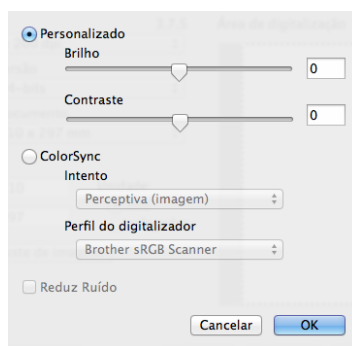 Personalizado
Brilho
0
Contraste
0
ColorSync
Intento
Perceptiva (imagem)
Perfil do digitalizador
Brother sRGB Scanner
Reduz Ruído
Cancelar OK